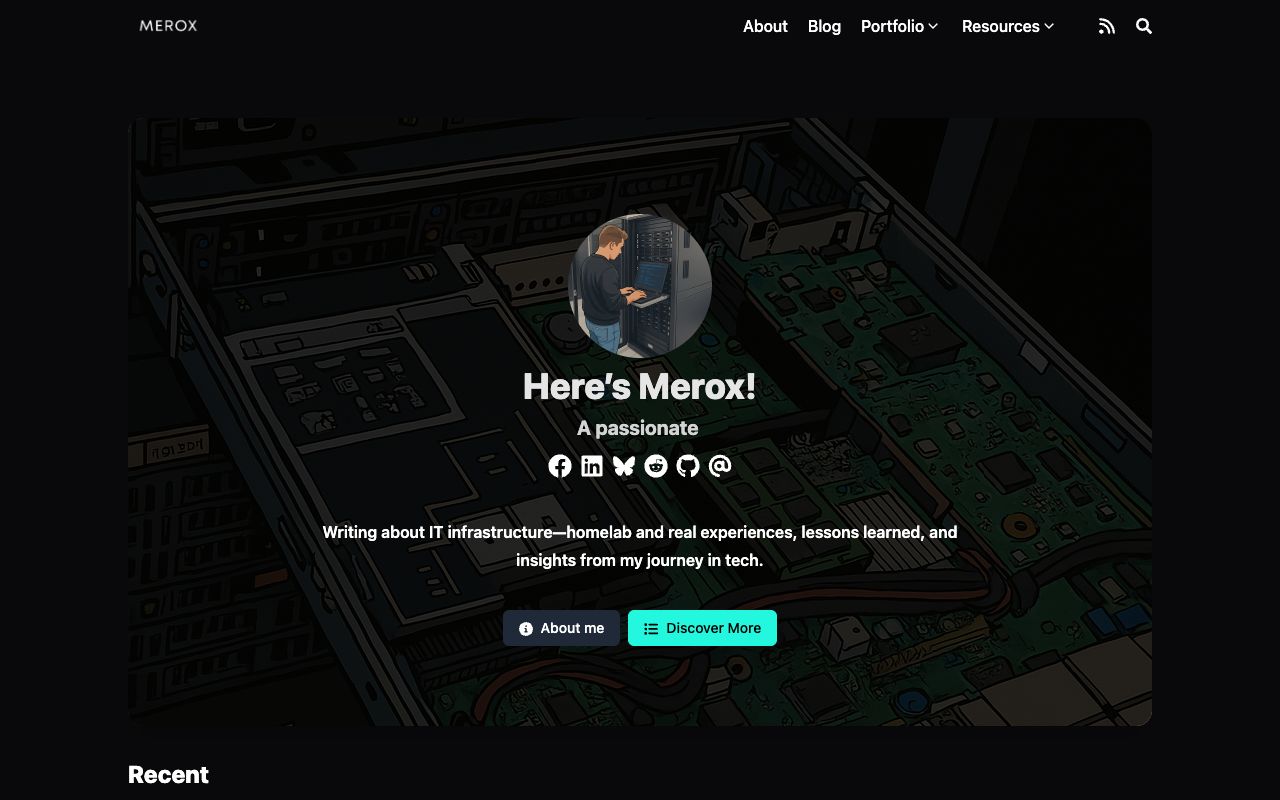 MEROX
About Blog Portfolio Resources
Here’s Merox!
A passionate
Writing about IT infrastructure—homelab and real experiences, lessons learned, and
insights from my journey in tech.
About me Discover More
Recent